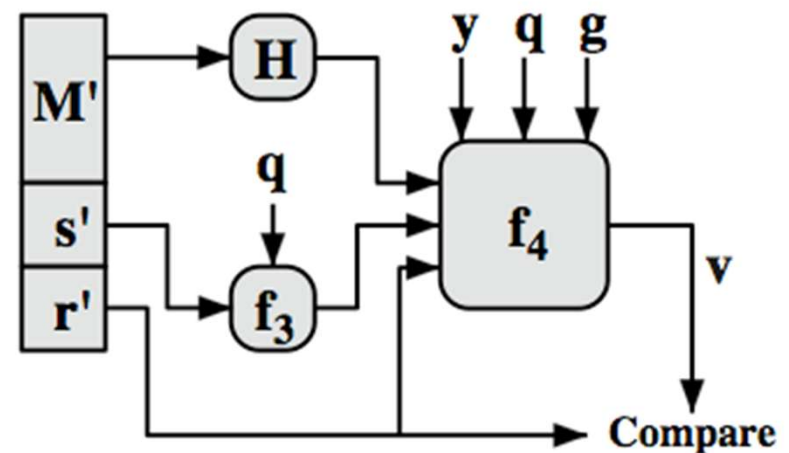 y q g
M' H
q
s' f₄
v
r' f₃
Compare